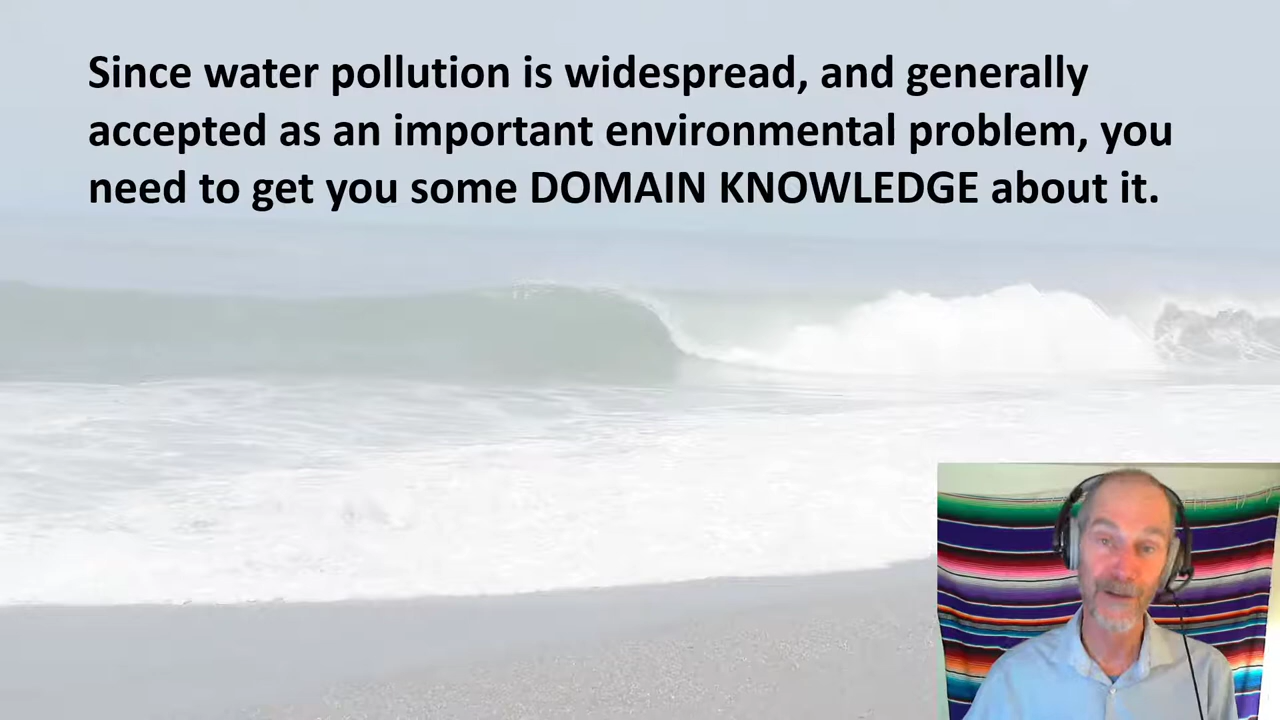 Since water pollution is widespread, and generally
accepted as an important environmental problem, you
need to get you some DOMAIN KNOWLEDGE about it.